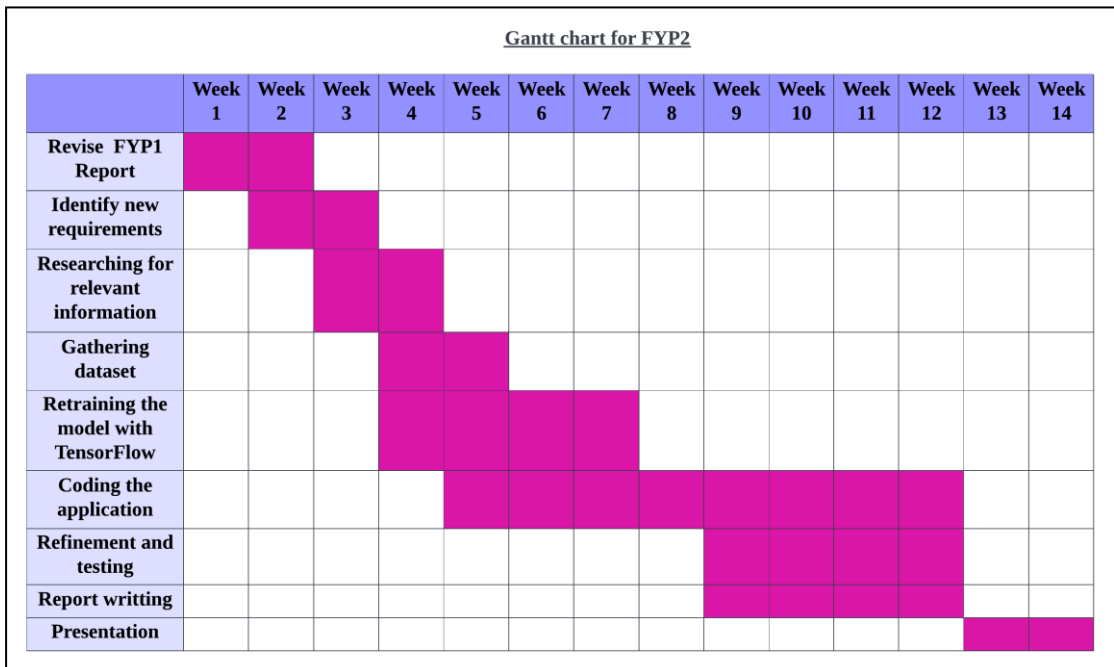 Gantt chart for FYP2
Week Week Week Week Week Week Week Week Week Week Week Week Week Week
1 2 3 4 5 6 7 8 9 10 11 12 13 14
Revise FYP1
Report
Identify new
requirements
Researching for
relevant
information
Gathering
dataset
Retraining the
model with
TensorFlow
Coding the
application
Refinement and
testing
Report writting
Presentation